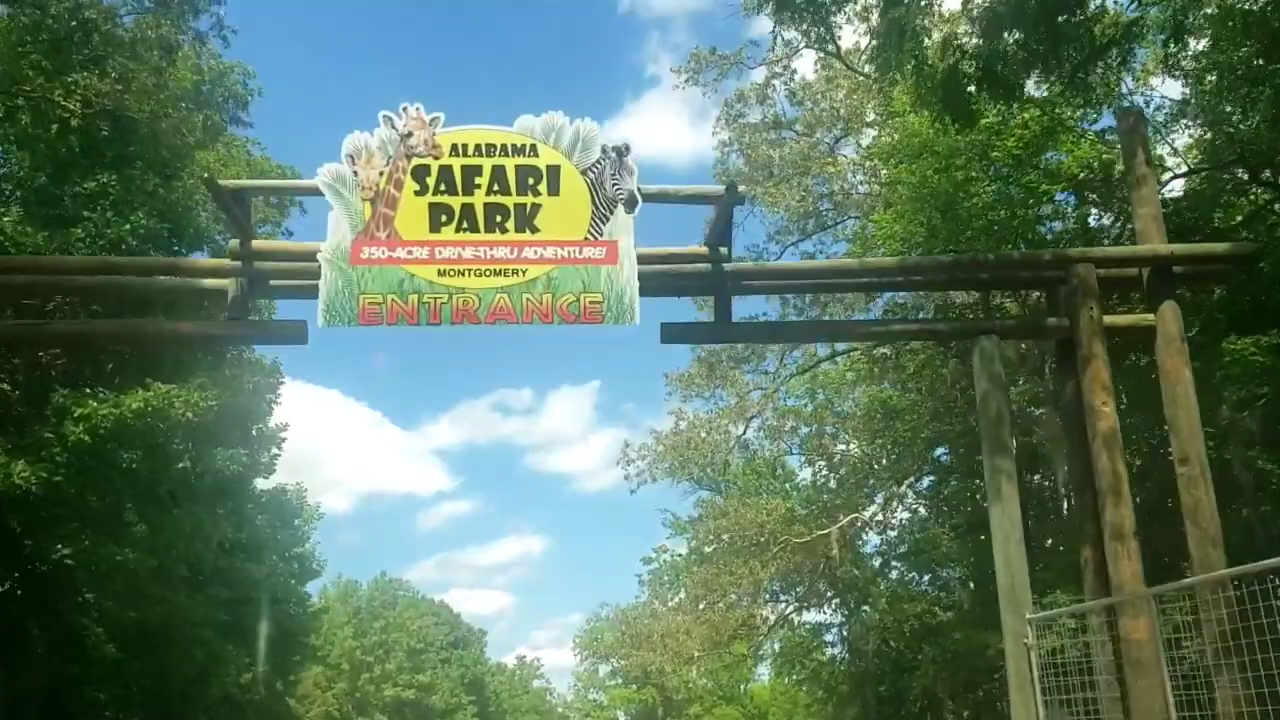 ALABAMA
SAFARI
PARK
350-ACRE DRIVE-THRU ADVENTURE!
MONTGOMERY
ENTRANCE